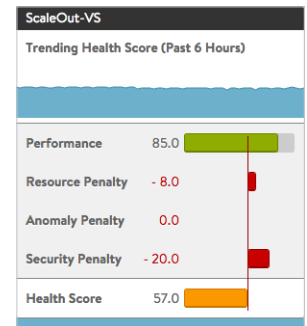 ScaleOut-VS
Trending Health Score (Past 6 Hours)
Performance 85.0
Resource Penalty - 8.0
Anomaly Penalty 0.0
Security Penalty - 20.0
Health Score 57.0